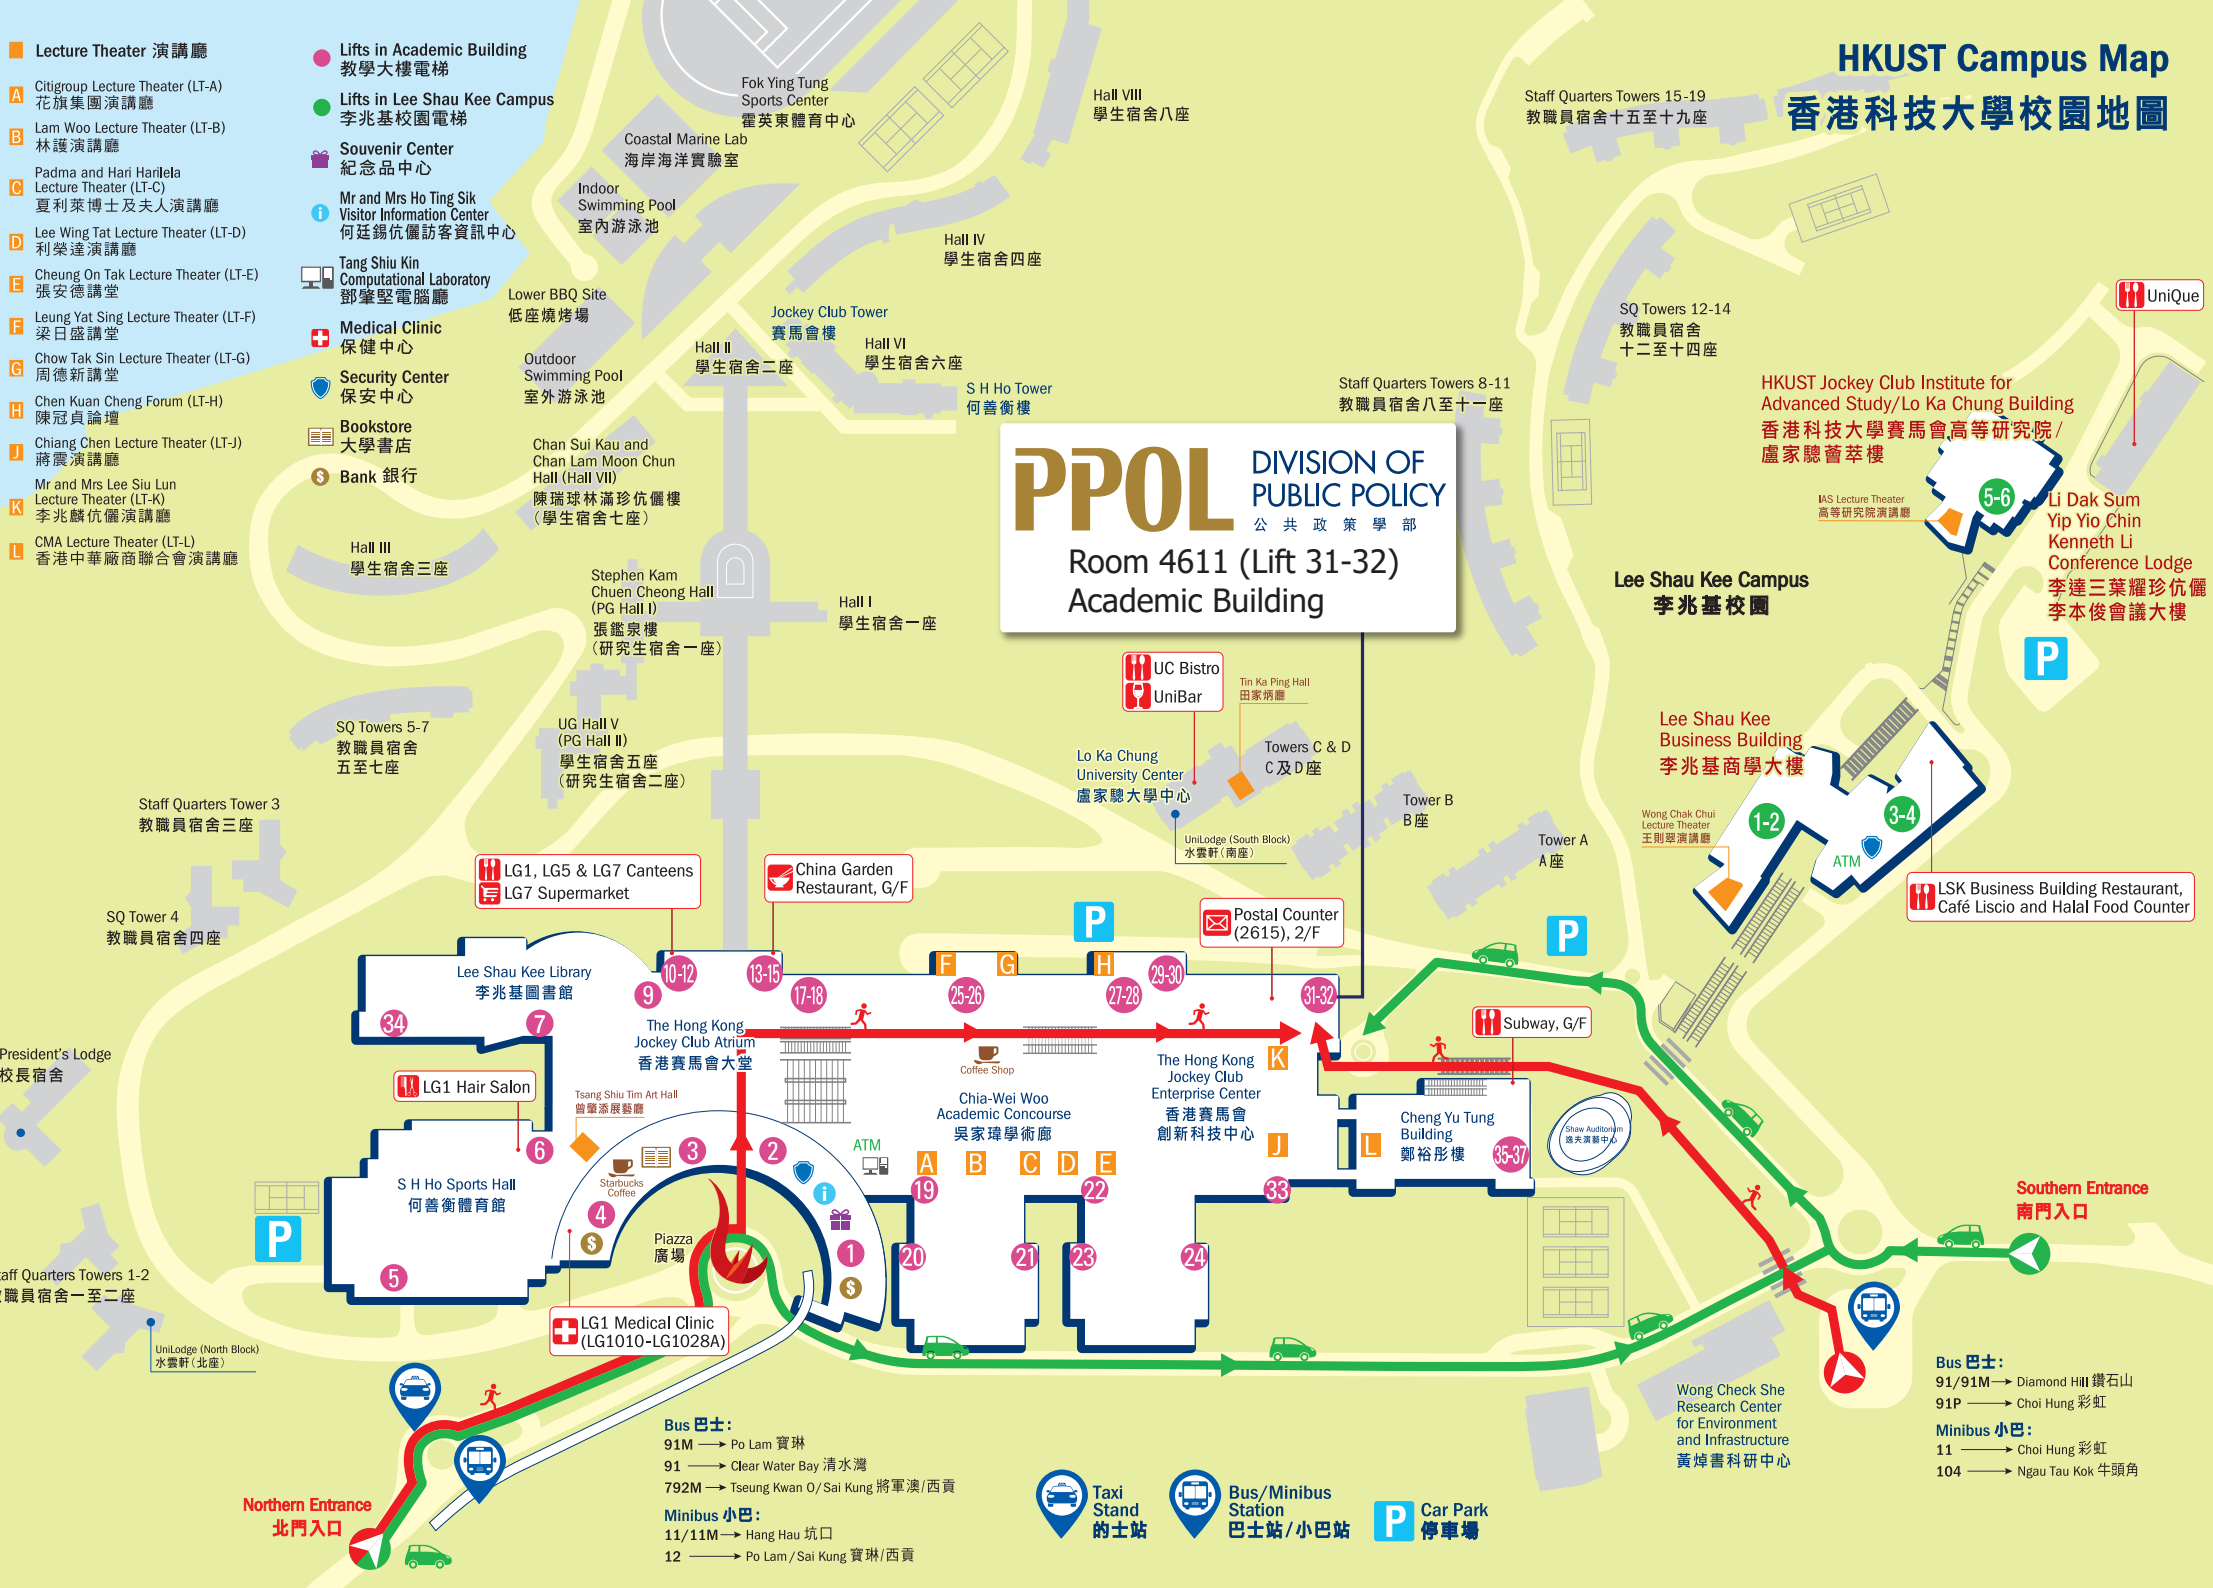 HKUST Campus Map
香港科技大學校園地圖
Lecture Theater 演講廳
A
Citigroup Lecture Theater (LT-A)
花旗集團演講廳
B
Lam Woo Lecture Theater (LT-B)
林護演講廳
C
Padma and Hari Harilela
Lecture Theater (LT-C)
夏利萊博士及夫人演講廳
D
Lee Wing Tat Lecture Theater (LT-D)
利榮達演講廳
E
Cheung On Tak Lecture Theater (LT-E)
張安德講堂
F
Leung Yat Sing Lecture Theater (LT-F)
梁日盛講堂
G
Chow Tak Sin Lecture Theater (LT-G)
周德新講堂
H
Chen Kuan Cheng Forum (LT-H)
陳冠貞論壇
J
Chiang Chen Lecture Theater (LT-J)
蔣震演講廳
K
Mr and Mrs Lee Siu Lun
Lecture Theater (LT-K)
李兆麟伉儷演講廳
L
CMA Lecture Theater (LT-L)
香港中華廠商聯合會演講廳
Lifts in Academic Building
教學大樓電梯
Lifts in Lee Shau Kee Campus
李兆基校園電梯
Souvenir Center
紀念品中心
i
Mr and Mrs Ho Ting Sik
Visitor Information Center
何廷錫伉儷訪客資訊中心
Tang Shiu Kin
Computational Laboratory
鄧肇堅電腦廳
Medical Clinic
保健中心
Security Center
保安中心
Bookstore
大學書店
$
Bank 銀行
Fok Ying Tung
Sports Center
霍英東體育中心
Coastal Marine Lab
海岸海洋實驗室
Indoor
Swimming Pool
室內游泳池
Lower BBQ Site
低座燒烤場
Outdoor
Swimming Pool
室外游泳池
Hall VIII
學生宿舍八座
Hall IV
學生宿舍四座
Jockey Club Tower
賽馬會樓
Hall II
學生宿舍二座
Hall VI
學生宿舍六座
S H Ho Tower
何善衡樓
Chan Sui Kau and
Chan Lam Moon Chun
Hall (Hall VII)
陳瑞球林滿珍伉儷樓
（學生宿舍七座）
Hall III
學生宿舍三座
Stephen Kam
Chuen Cheong Hall
(PG Hall I)
張鑑泉樓
（研究生宿舍一座）
Hall I
學生宿舍一座
SQ Towers 5-7
教職員宿舍
五至七座
UG Hall V
(PG Hall II)
學生宿舍五座
（研究生宿舍二座）
Staff Quarters Tower 3
教職員宿舍三座
SQ Tower 4
教職員宿舍四座
Staff Quarters Towers 15-19
教職員宿舍十五至十九座
SQ Towers 12-14
教職員宿舍
十二至十四座
Staff Quarters Towers 8-11
教職員宿舍八至十一座
PPOL
DIVISION OF
PUBLIC POLICY
公共政策學部
Room 4611 (Lift 31-32)
Academic Building
UniQue
HKUST Jockey Club Institute for
Advanced Study/Lo Ka Chung Building
香港科技大學賽馬會高等研究院/
盧家驄薈萃樓
IAS Lecture Theater
高等研究院演講廳
5-6
Li Dak Sum
Yip Yio Chin
Kenneth Li
Conference Lodge
李達三葉耀珍伉儷
李本俊會議大樓
Lee Shau Kee Campus
李兆基校園
P
UC Bistro
UniBar
Tin Ka Ping Hall
田家炳廳
Lo Ka Chung
University Center
盧家驄大學中心
Towers C & D
C及D座
UniLodge (South Block)
水雲軒（南座）
Tower B
B座
Tower A
A座
Lee Shau Kee
Business Building
李兆基商學大樓
Wong Chak Chui
Lecture Theater
王則翠演講廳
1-2
3-4
ATM
LSK Business Building Restaurant,
Café Liscio and Halal Food Counter
LG1, LG5 & LG7 Canteens
LG7 Supermarket
China Garden
Restaurant, G/F
P
Postal Counter
(2615), 2/F
P
Lee Shau Kee Library
李兆基圖書館
34
7
9
10-12
13-15
17-18
F
G
H
25-26
27-28
29-30
31-32
The Hong Kong
Jockey Club Atrium
香港賽馬會大堂
Coffee Shop
The Hong Kong
Jockey Club
Enterprise Center
香港賽馬會
創新科技中心
K
Subway, G/F
President's Lodge
校長宿舍
LG1 Hair Salon
Tsang Shiu Tim Art Hall
曾肇添展藝廳
Chia-Wei Woo
Academic Concourse
吳家瑋學術廊
Cheng Yu Tung
Building
鄭裕彤樓
Shaw Auditorium
逸夫演藝中心
6
3
2
ATM
A
B
C
D
E
J
L
35-37
Starbucks
Coffee
S H Ho Sports Hall
何善衡體育館
19
22
33
4
$
i
1
$
20
21
23
24
5
P
Piazza
廣場
Southern Entrance
南門入口
aff Quarters Towers 1-2
職員宿舍一至二座
UniLodge (North Block)
水雲軒（北座）
LG1 Medical Clinic
(LG1010-LG1028A)
Wong Check She
Research Center
for Environment
and Infrastructure
黃焯書科研中心
Northern Entrance
北門入口
Bus 巴士：
91M → Po Lam 寶琳
91 → Clear Water Bay 清水灣
792M → Tseung Kwan O/Sai Kung 將軍澳/西貢
Minibus 小巴：
11/11M → Hang Hau 坑口
12 → Po Lam/Sai Kung 寶琳/西貢
Taxi
Stand
的士站
Bus/Minibus
Station
巴士站/小巴站
P
Car Park
停車場
Bus 巴士：
91/91M → Diamond Hill 鑽石山
91P → Choi Hung 彩虹
Minibus 小巴：
11 → Choi Hung 彩虹
104 → Ngau Tau Kok 牛頭角